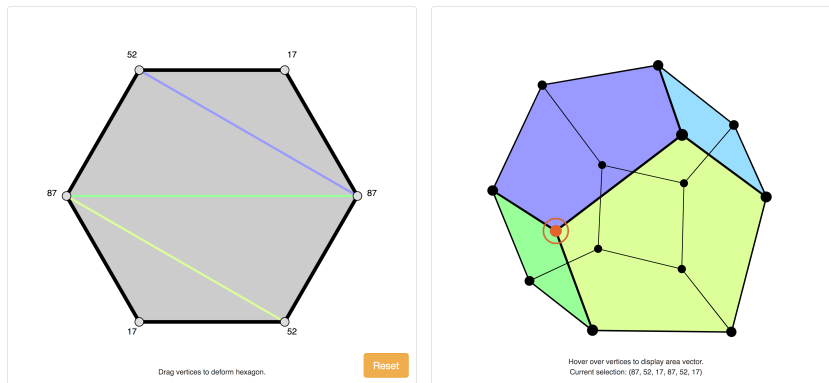 52
17
87
87
17
52
Drag vertices to deform hexagon.
Reset
Hover over vertices to display area vector.
Current selection: (87, 52, 17, 87, 52, 17)